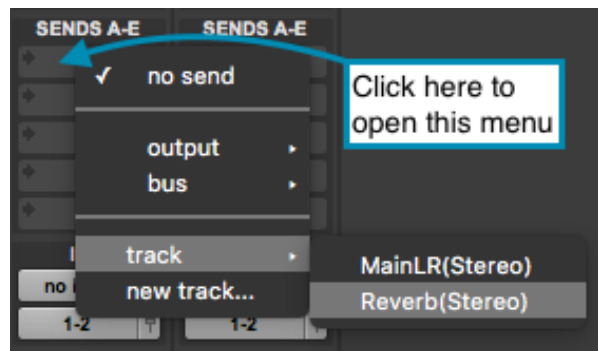 SENDS A-E SENDS A-E
✓ no send
Click here to
open this menu
output
bus
track
MainLR(Stereo)
new track...
Reverb(Stereo)
no
1-2 1-2